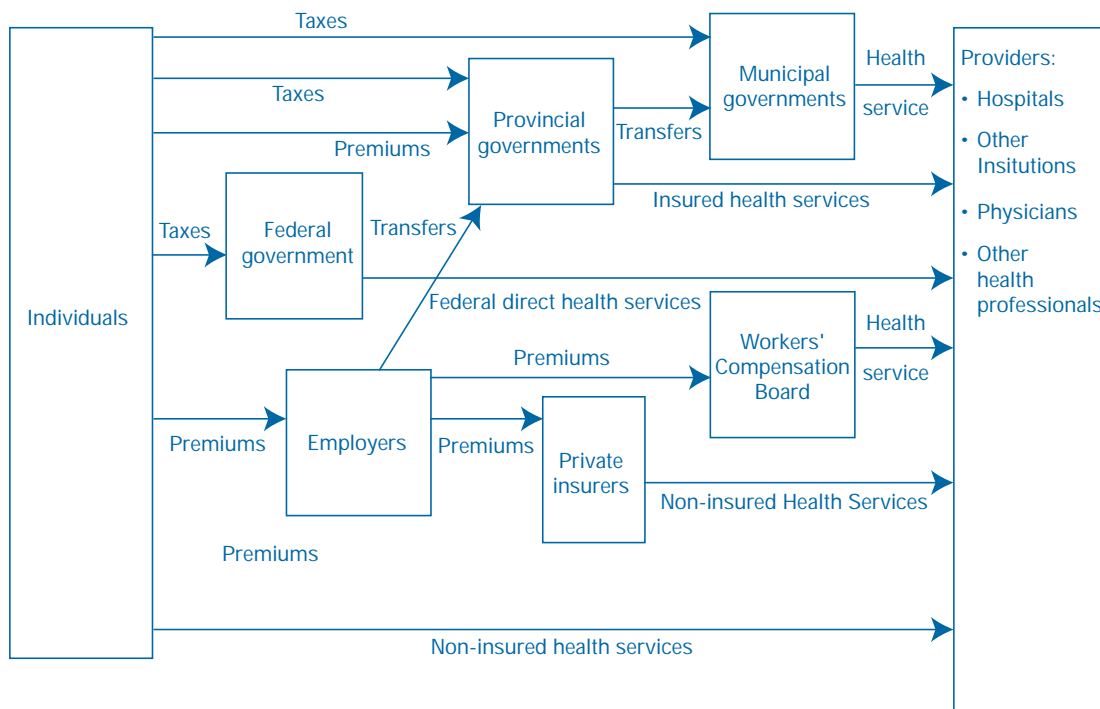 Taxes
Taxes
Premiums
Taxes
Individuals
Federal
government
Transfers
Provincial
governments
Transfers
Municipal
governments
Health
service
Insured health services
Federal direct health services
Premiums
Employers
Premiums
Premiums
Private
insurers
Workers'
Compensation
Board
Health
service
Non-insured Health Services
Premiums
Non-insured health services
Providers:
• Hospitals
• Other
Insitutions
• Physicians
• Other
health
professionals